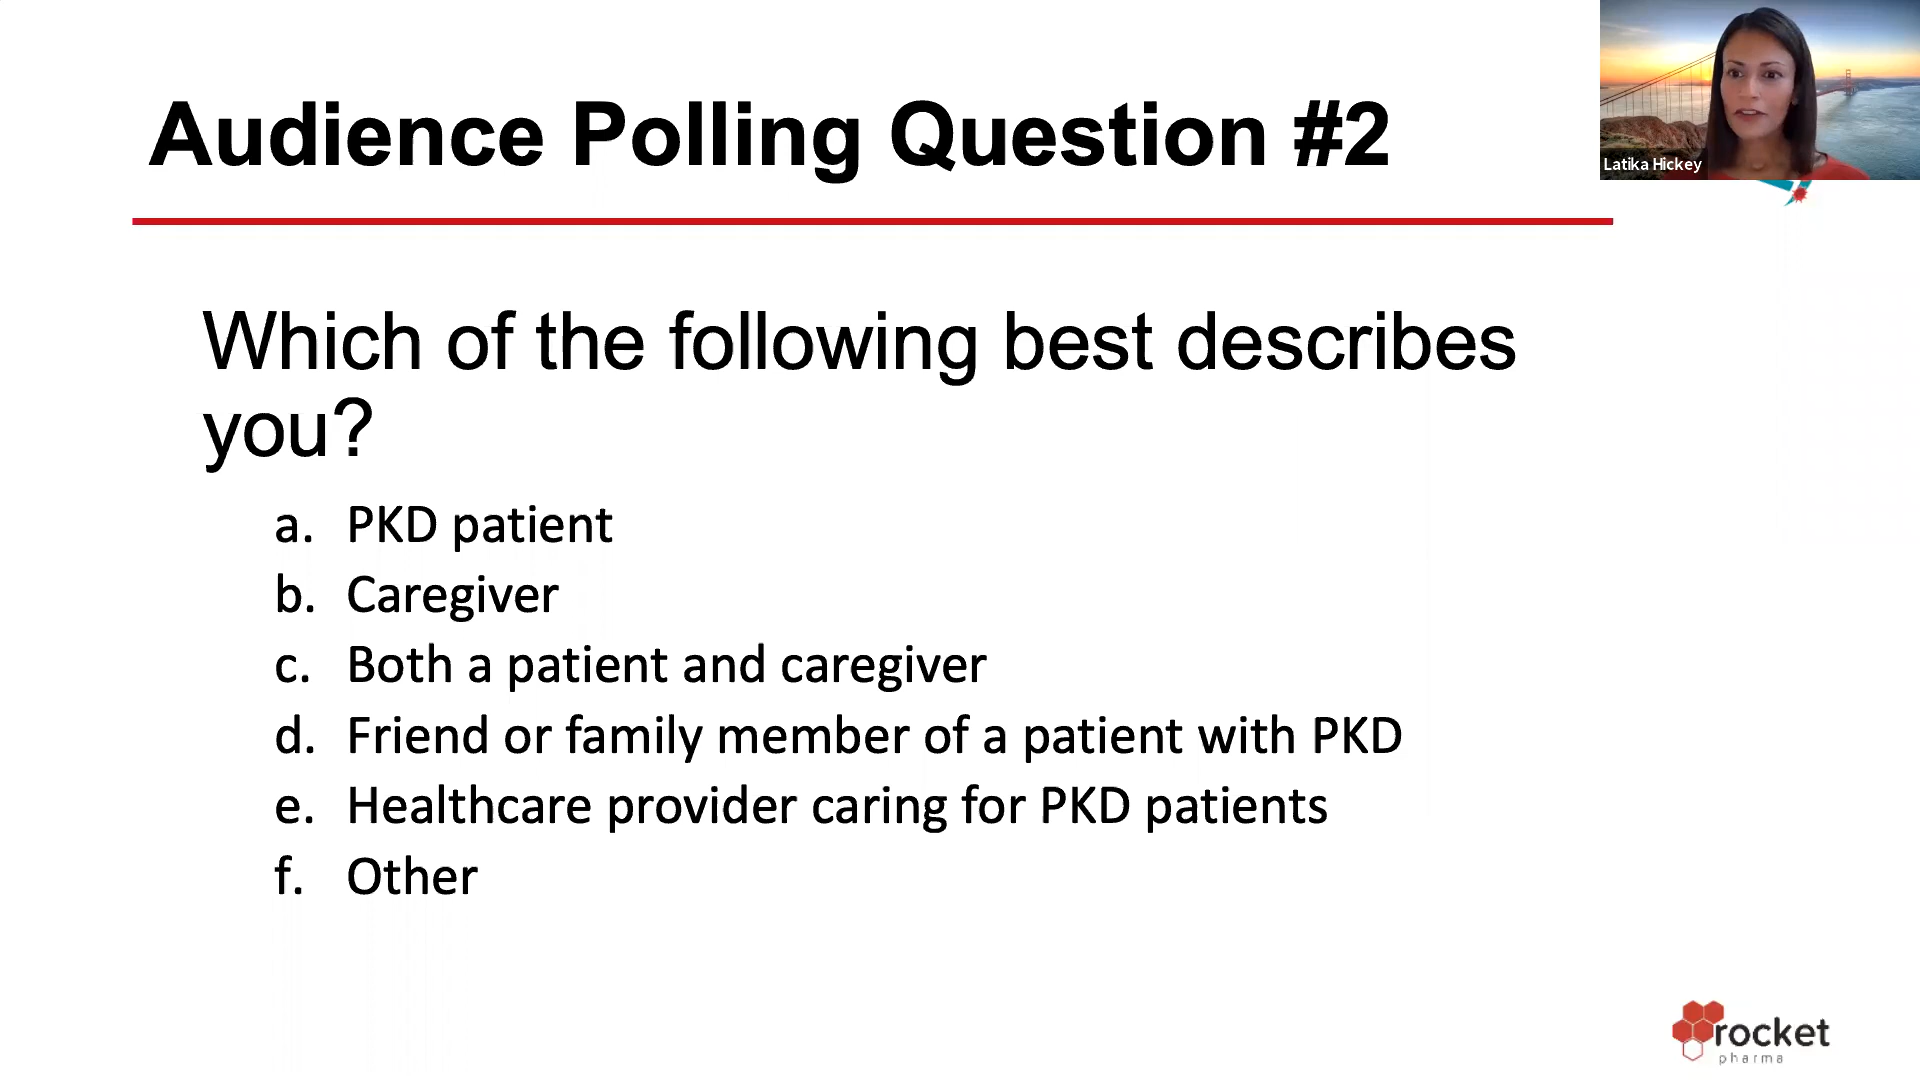 Audience Polling Question #2
Latika Hickey
Which of the following best describes
you?
a. PKD patient
b. Caregiver
c. Both a patient and caregiver
d. Friend or family member of a patient with PKD
e. Healthcare provider caring for PKD patients
f. Other
rocket
pharma